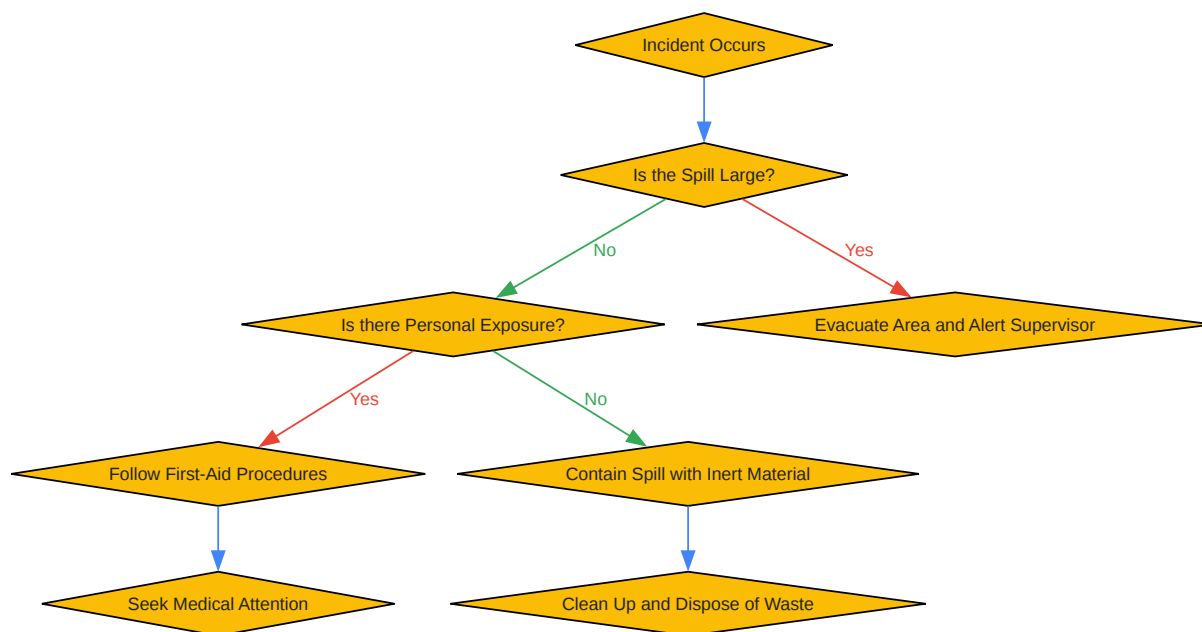 Incident Occurs
Is the Spill Large?
No
Yes
Is there Personal Exposure?
Evacuate Area and Alert Supervisor
Yes
No
Follow First-Aid Procedures
Contain Spill with Inert Material
Seek Medical Attention
Clean Up and Dispose of Waste